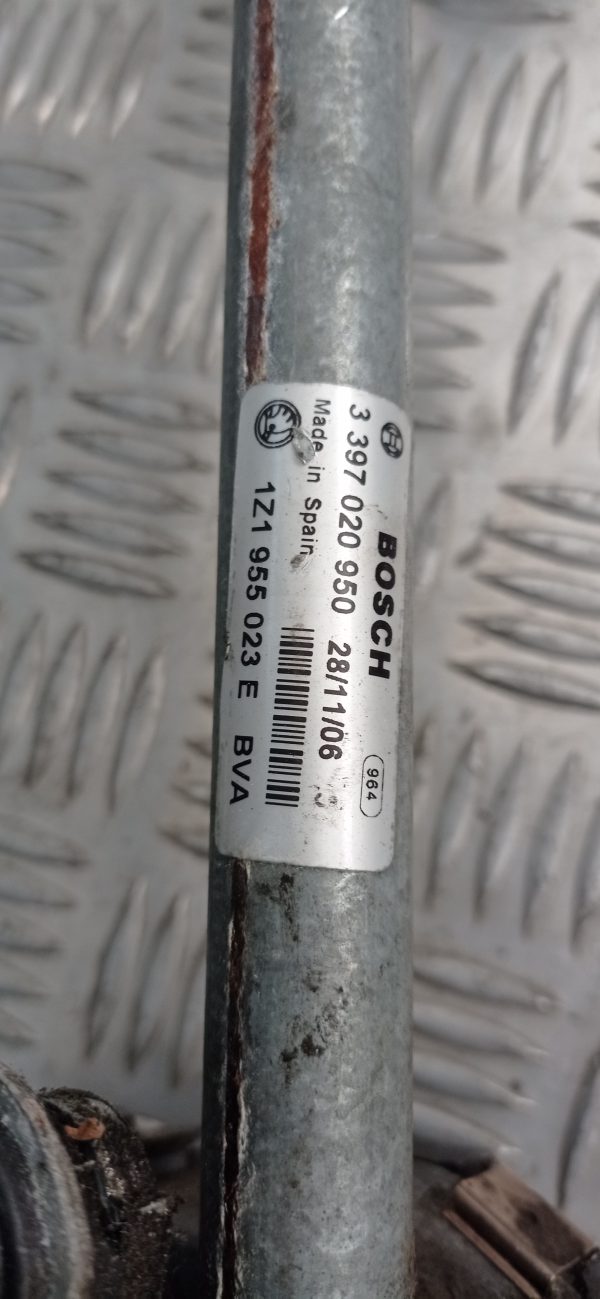 BOSCH
3 397 020 950 28/11/06
964
Made in Spain
1Z1 955 023 E BVA